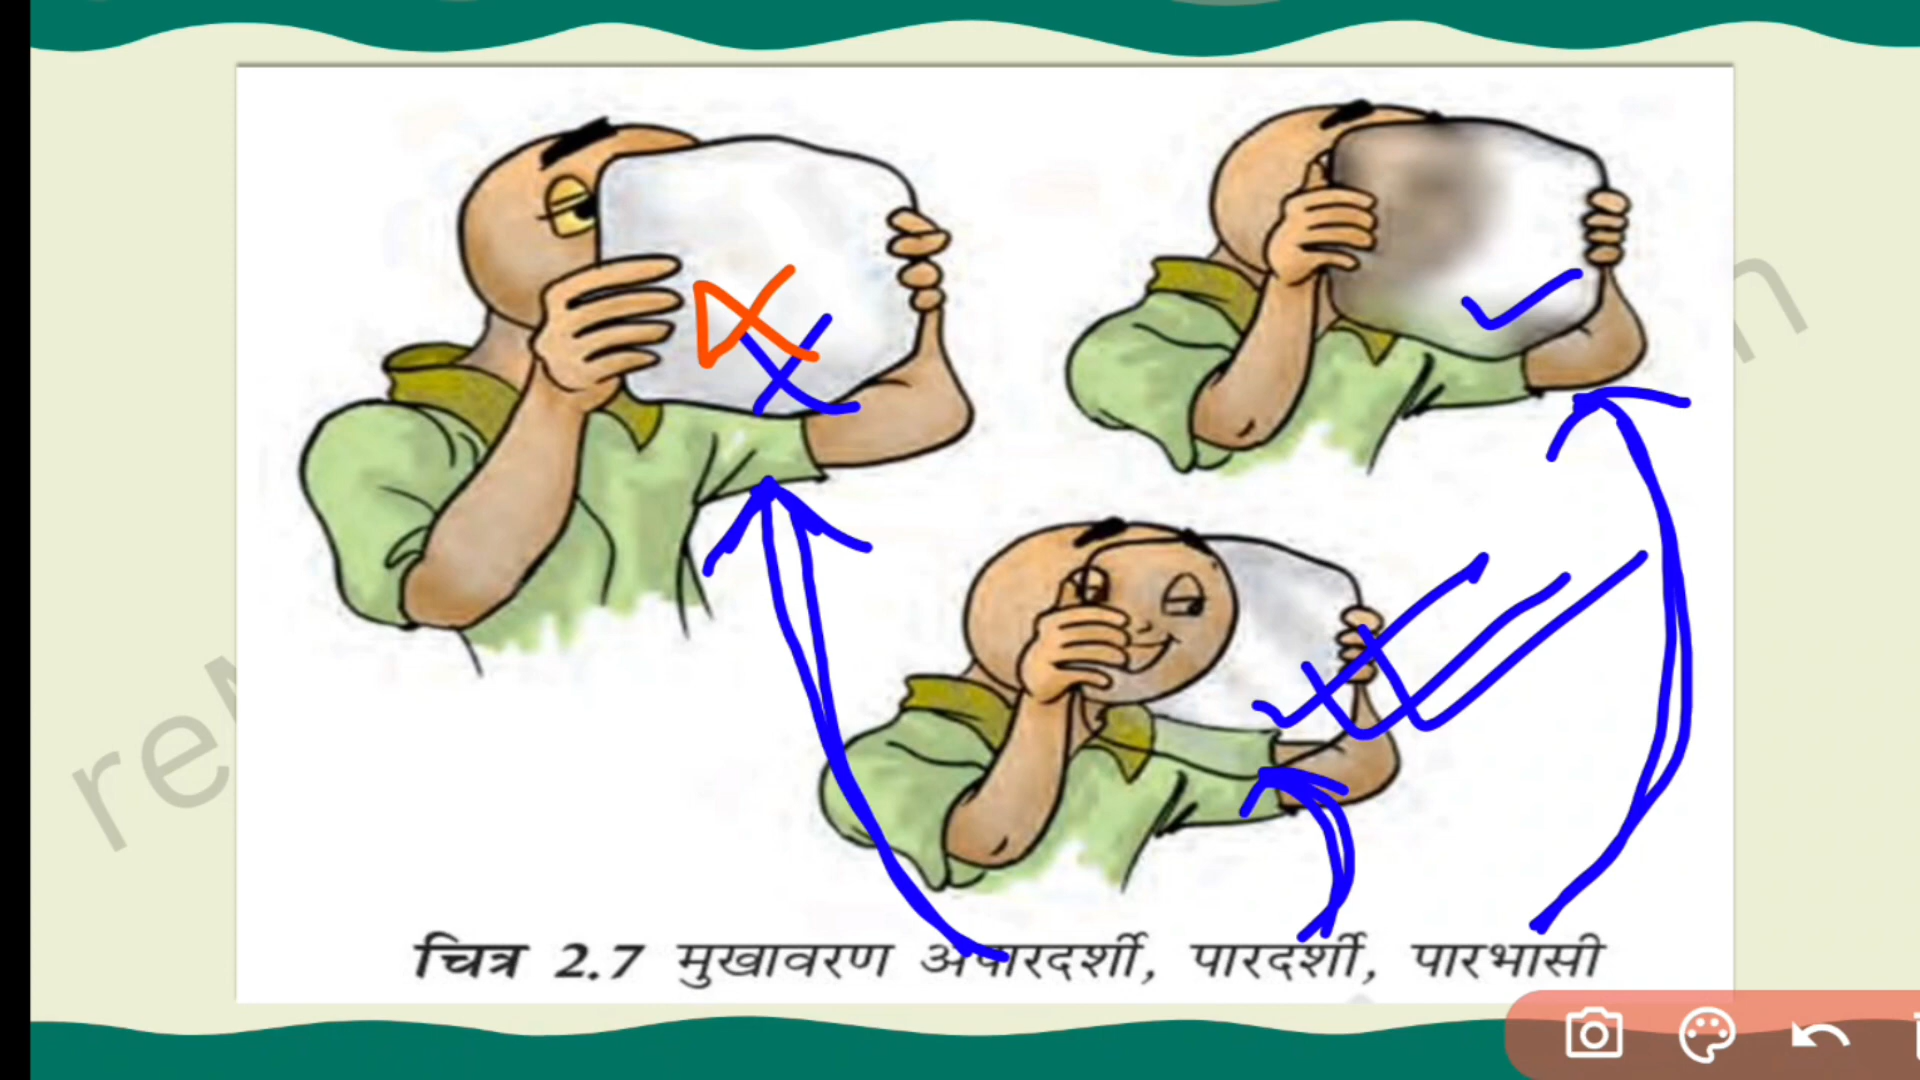 चित्र 2.7 मुखावरण अपारदर्शी, पारदर्शी, पारभासी